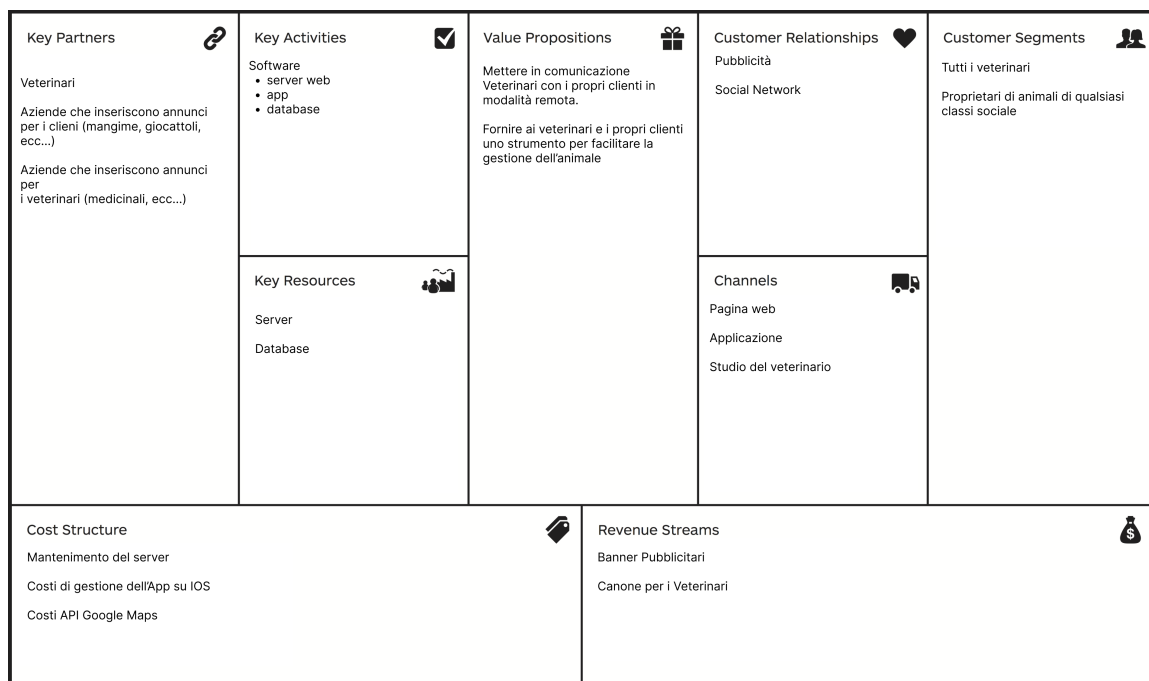 Key Partners
Veterinari
Aziende che inseriscono annunci
per i clieni (mangime, giocattoli,
ecc...)
Aziende che inseriscono annunci
per
i veterinari (medicinali, ecc...)
Key Activities
Software
• server web
• app
• database
Key Resources
Server
Database
Value Propositions
Mettere in comunicazione
Veterinari con i propri clienti in
modalità remota.
Fornire ai veterinari e i propri clienti
uno strumento per facilitare la
gestione dell'animale
Customer Relationships
Pubblicità
Social Network
Channels
Pagina web
Applicazione
Studio del veterinario
Customer Segments
Tutti i veterinari
Proprietari di animali di qualsiasi
classi sociale
Cost Structure
Mantenimento del server
Costi di gestione dell'App su IOS
Costi API Google Maps
Revenue Streams
$
Banner Pubblicitari
Canone per i Veterinari